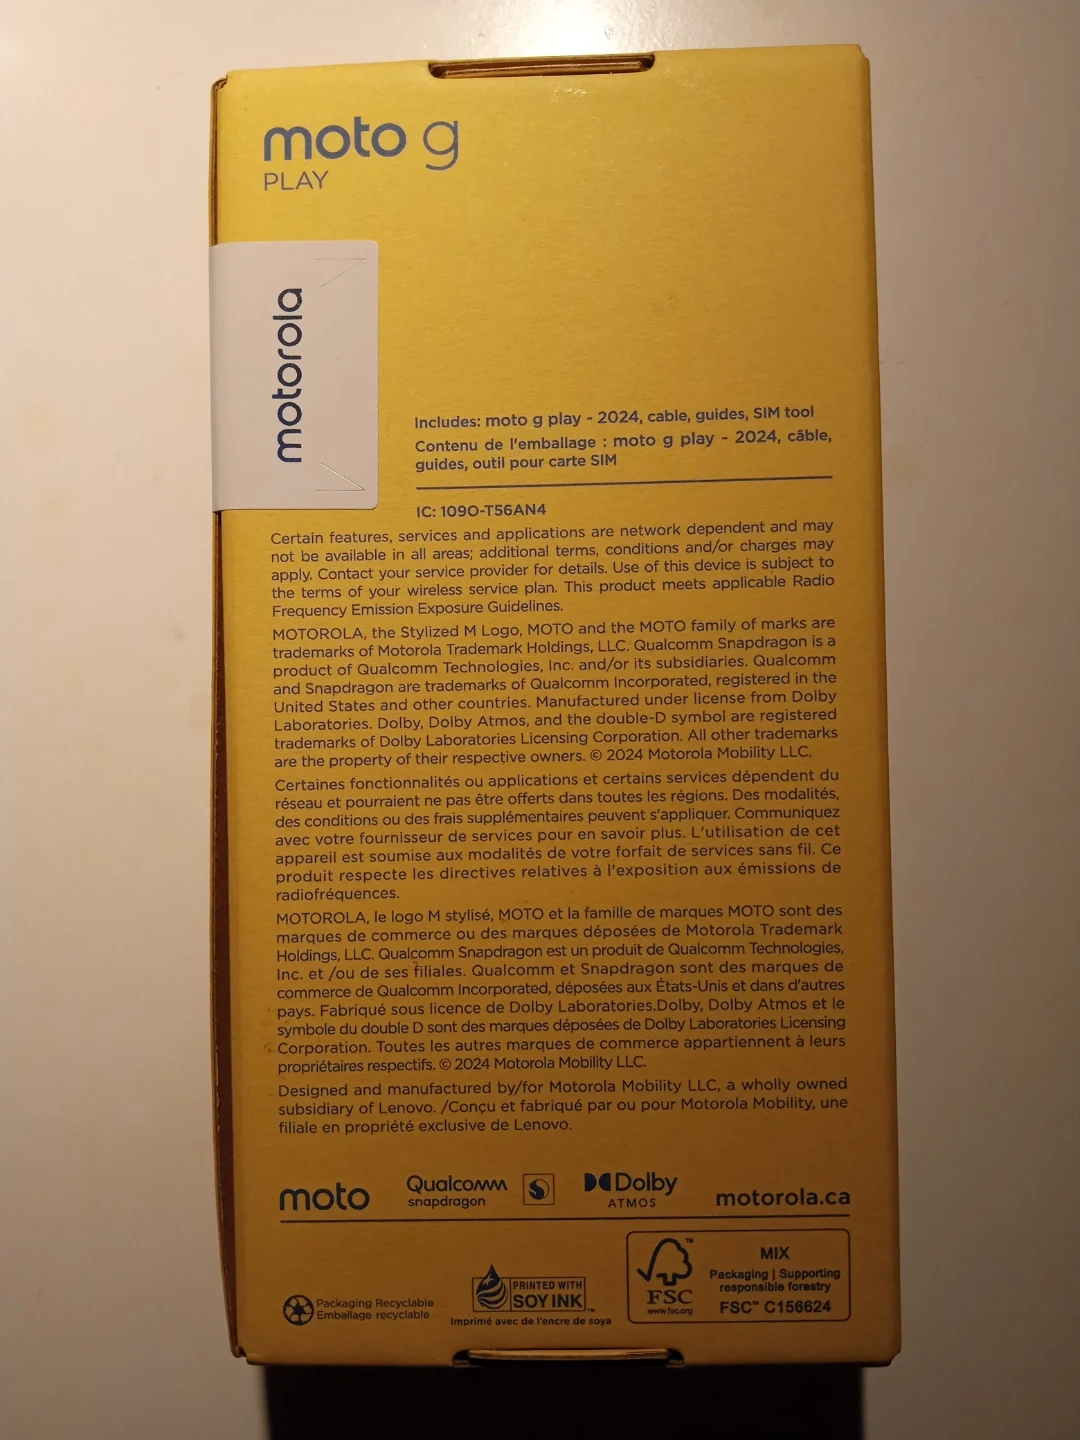 moto g
PLAY
motorola
Includes: moto g play - 2024, cable, guides, SIM tool
Contenu de l'emballage : moto g play - 2024, câble,
guides, outil pour carte SIM
IC: 109O-T56AN4
Certain features, services and applications are network dependent and may
not be available in all areas; additional terms, conditions and/or charges may
apply. Contact your service provider for details. Use of this device is subject to
the terms of your wireless service plan. This product meets applicable Radio
Frequency Emission Exposure Guidelines.
MOTOROLA, the Stylized M Logo, MOTO and the MOTO family of marks are
trademarks of Motorola Trademark Holdings, LLC. Qualcomm Snapdragon is a
product of Qualcomm Technologies, Inc. and/or its subsidiaries. Qualcomm
and Snapdragon are trademarks of Qualcomm Incorporated, registered in the
United States and other countries. Manufactured under license from Dolby
Laboratories. Dolby, Dolby Atmos, and the double-D symbol are registered
trademarks of Dolby Laboratories Licensing Corporation. All other trademarks
are the property of their respective owners. © 2024 Motorola Mobility LLC.
Certaines fonctionnalités ou applications et certains services dépendent du
réseau et pourraient ne pas être offerts dans toutes les régions. Des modalités,
des conditions ou des frais supplémentaires peuvent s'appliquer. Communiquez
avec votre fournisseur de services pour en savoir plus. L'utilisation de cet
appareil est soumise aux modalités de votre forfait de services sans fil. Ce
produit respecte les directives relatives à l'exposition aux émissions de
radiofréquences.
MOTOROLA, le logo M stylisé, MOTO et la famille de marques MOTO sont des
marques de commerce ou des marques déposées de Motorola Trademark
Holdings, LLC. Qualcomm Snapdragon est un produit de Qualcomm Technologies,
Inc. et /ou de ses filiales. Qualcomm et Snapdragon sont des marques de
commerce de Qualcomm Incorporated, déposées aux États-Unis et dans d'autres
pays. Fabriqué sous licence de Dolby Laboratories.Dolby, Dolby Atmos et le
symbole du double D sont des marques déposées de Dolby Laboratories Licensing
Corporation. Toutes les autres marques de commerce appartiennent à leurs
propriétaires respectifs. © 2024 Motorola Mobility LLC.
Designed and manufactured by/for Motorola Mobility LLC, a wholly owned
subsidiary of Lenovo. /Conçu et fabriqué par ou pour Motorola Mobility, une
filiale en propriété exclusive de Lenovo.
moto
Qualcomm
snapdragon
Dolby
ATMOS
motorola.ca
Packaging Recyclable
Emballage recyclable
PRINTED WITH
SOY INK™
Imprimé avec de l'encre de soya
™
FSC
www.fsc.org
MIX
Packaging | Supporting
responsible forestry
FSC™ C156624